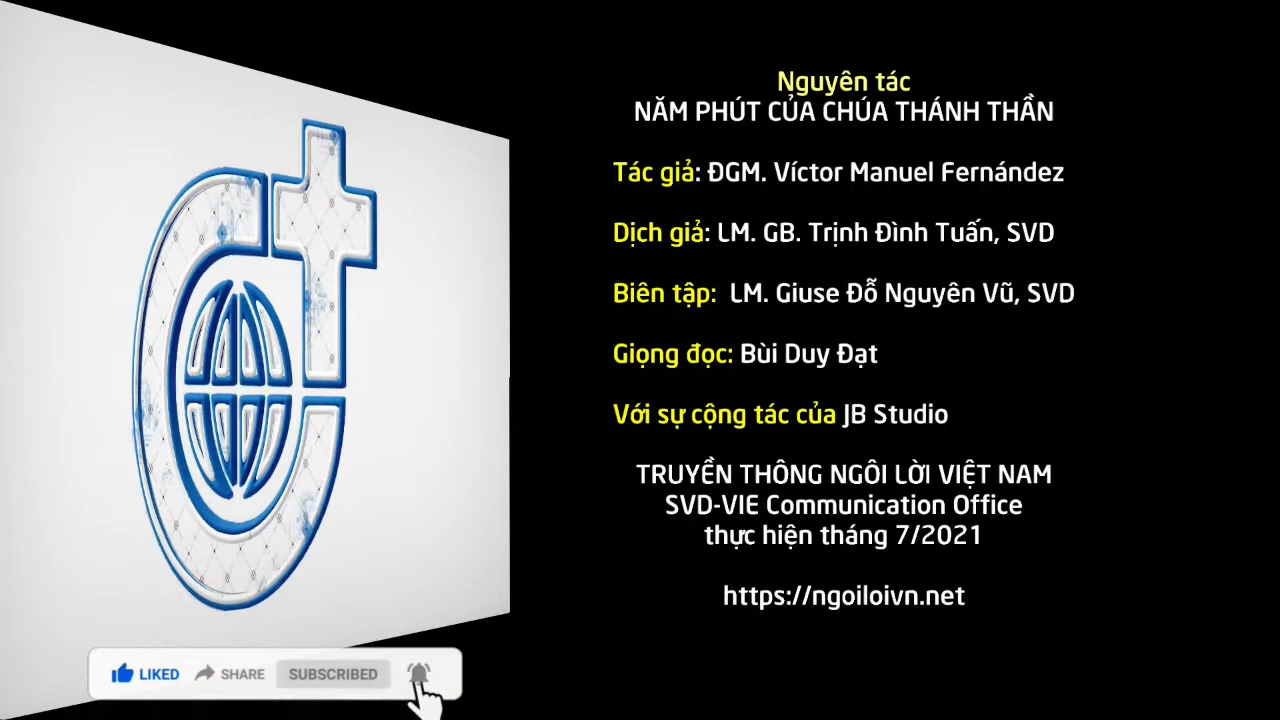 Nguyên tác
NĂM PHÚT CỦA CHÚA THÁNH THẦN
Tác giả: ĐGM. Víctor Manuel Fernández
Dịch giả: LM. GB. Trịnh Đình Tuấn, SVD
Biên tập: LM. Giuse Đỗ Nguyên Vũ, SVD
Giọng đọc: Bùi Duy Đạt
Với sự cộng tác của JB Studio
TRUYỀN THÔNG NGÔI LỜI VIỆT NAM
SVD-VIE Communication Office
thực hiện tháng 7/2021
https://ngoiloivn.net
LIKED SHARE SUBSCRIBED